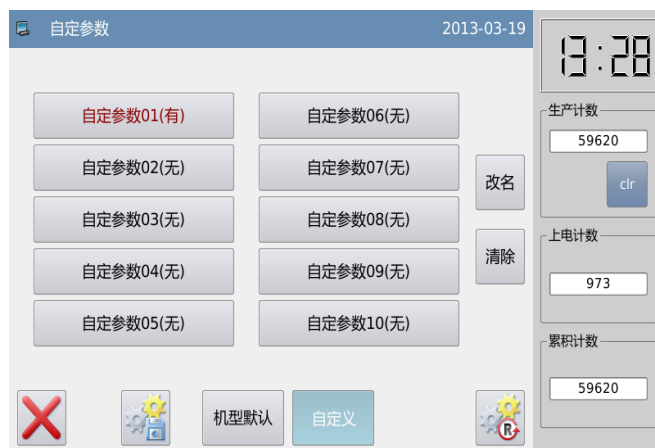 自定参数 2013-03-19
13:28
自定参数01(有) 自定参数06(无)
自定参数02(无) 自定参数07(无)
自定参数03(无) 自定参数08(无)
自定参数04(无) 自定参数09(无)
自定参数05(无) 自定参数10(无)
改名
清除
生产计数
59620
clr
上电计数
973
累积计数
59620
机型默认 自定义
R